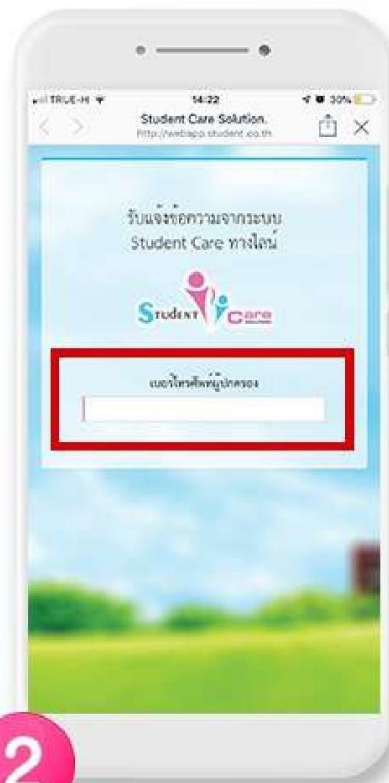 TRUE-H 14:22 30%
Student Care Solution.
http://webapp.student.co.th
รับแจ้งข้อความจากระบบ
Student Care ทางไลน์
STUDENT Care
เบอร์โทรศัพท์ผู้ปกครอง
2